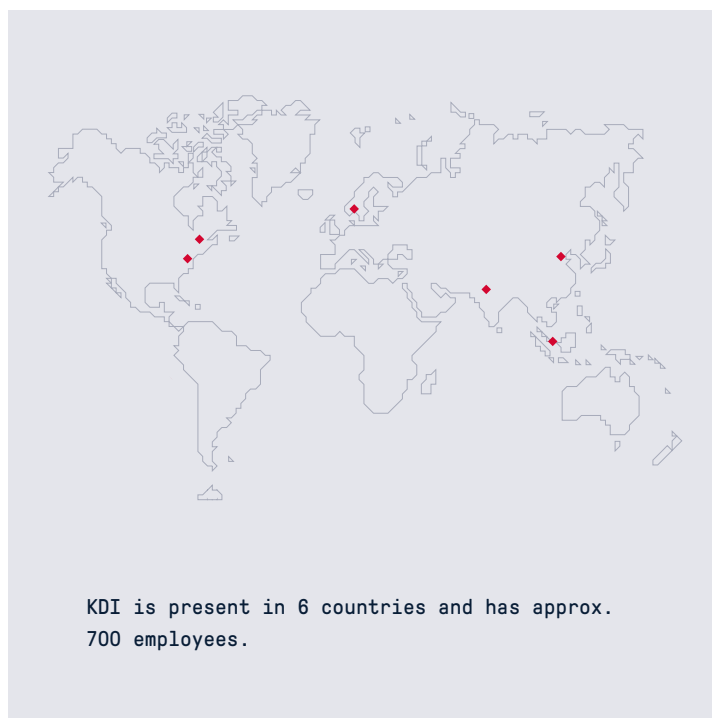 KDI is present in 6 countries and has approx.
700 employees.